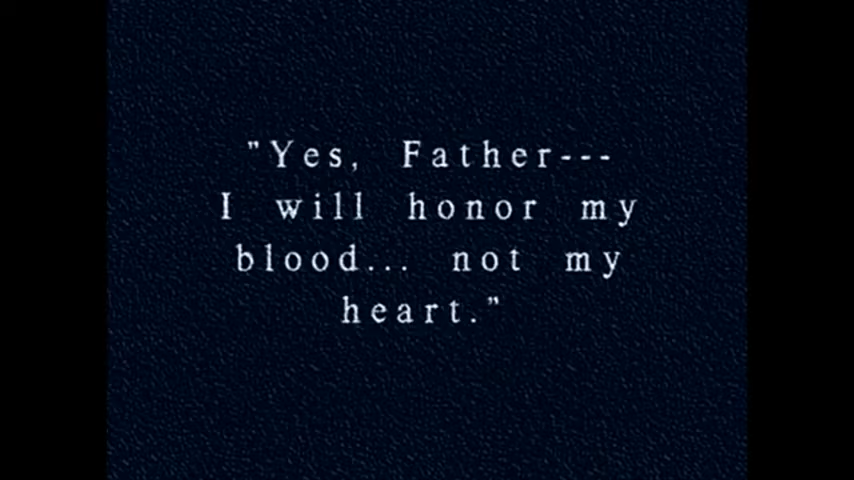 "Yes, Father---
I will honor my
blood... not my
heart."